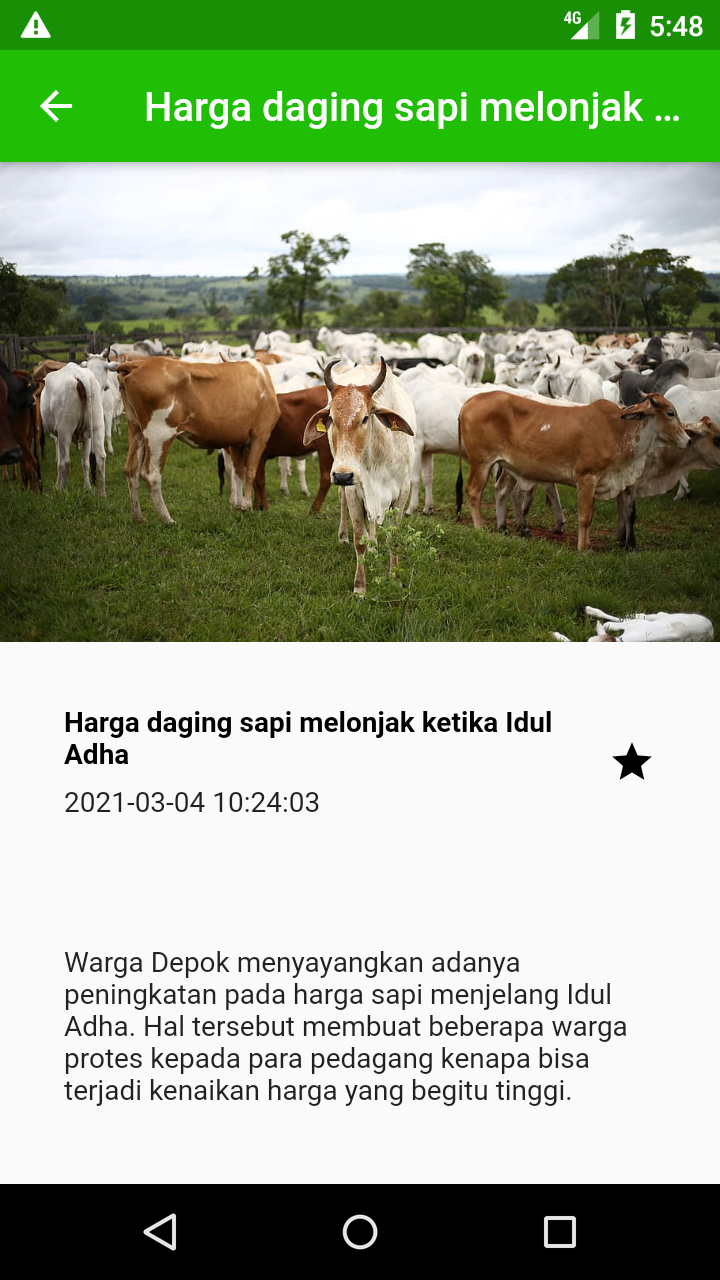 4G 5:48
Harga daging sapi melonjak ...
Harga daging sapi melonjak ketika Idul
Adha
2021-03-04 10:24:03
Warga Depok menyayangkan adanya
peningkatan pada harga sapi menjelang Idul
Adha. Hal tersebut membuat beberapa warga
protes kepada para pedagang kenapa bisa
terjadi kenaikan harga yang begitu tinggi.